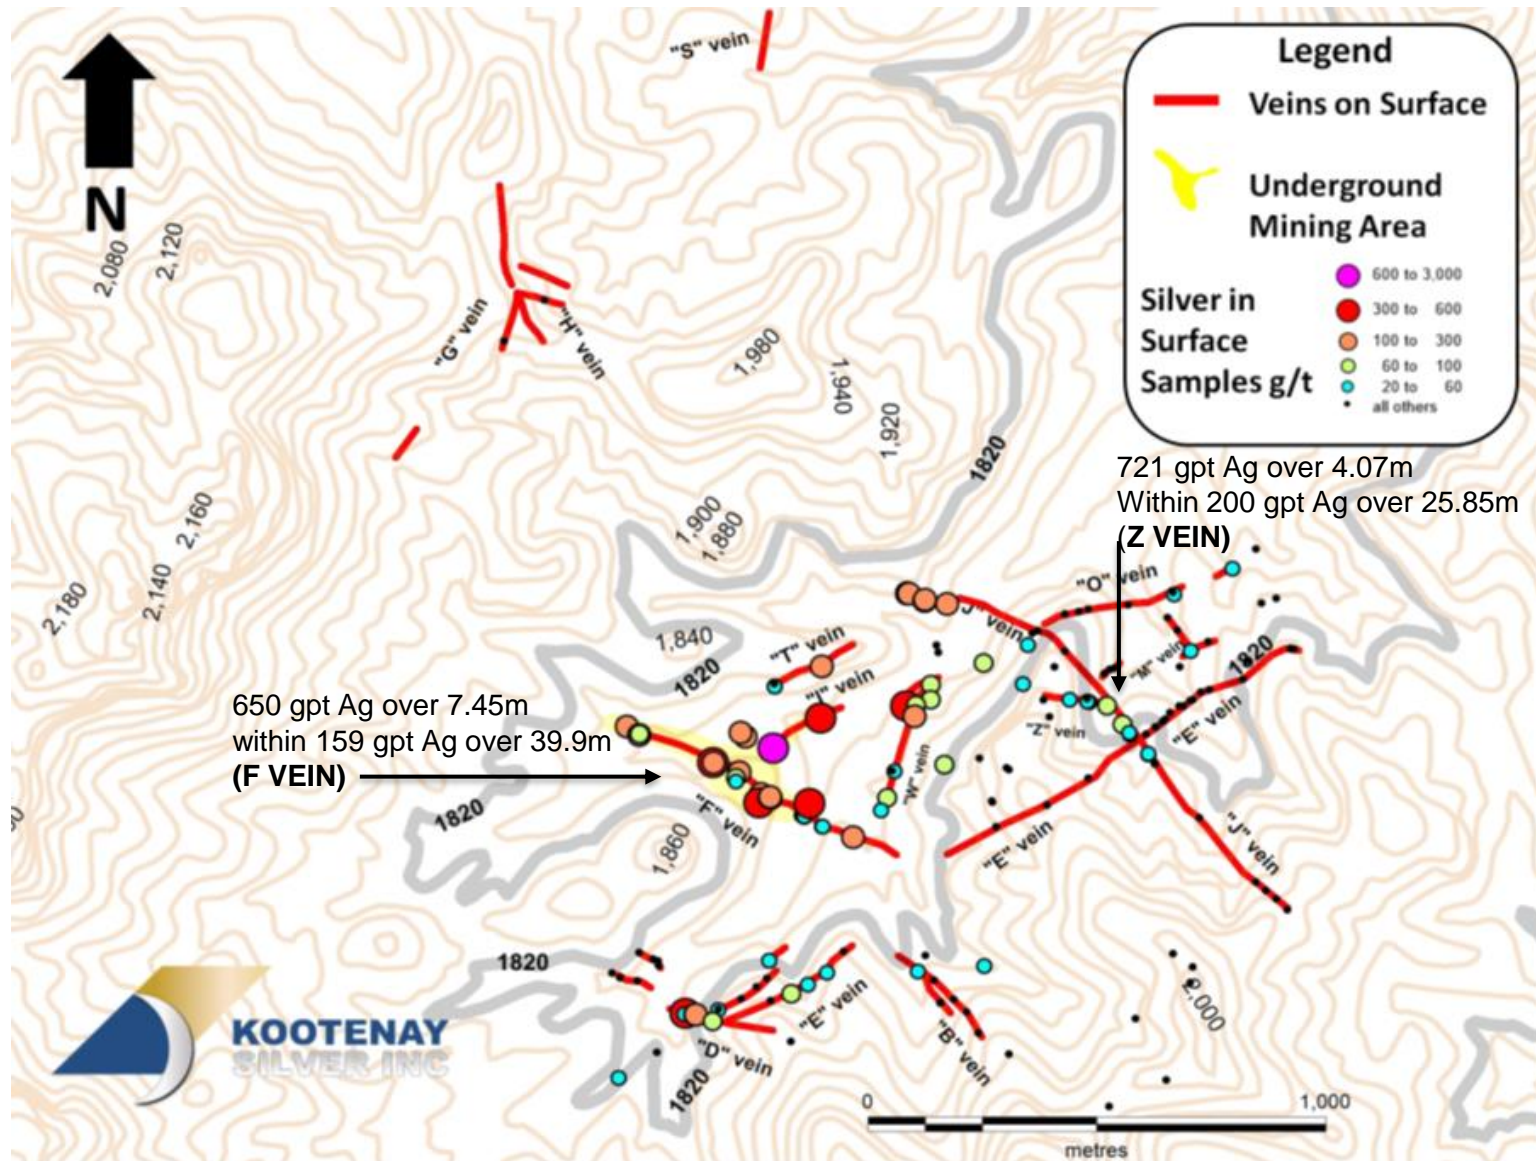 "S" vein
Legend
Veins on Surface
Underground
Mining Area
Silver in
Surface
Samples g/t
600 to 3,000
300 to 600
100 to 300
60 to 100
20 to 60
all others
N
2,080
2,120
"G" vein
"H" vein
1,980
1,940
1,920
1820
721 gpt Ag over 4.07m
Within 200 gpt Ag over 25.85m
(Z VEIN)
1,900
1,880
2,160
2,140
2,180
"O" vein
"J" vein
1,840
1820
"T" vein
"I" vein
"M" vein
1820
650 gpt Ag over 7.45m
within 159 gpt Ag over 39.9m
(F VEIN)
"Z" vein
"E" vein
"W" vein
"F" vein
1820
1,860
"E" vein
"J" vein
1820
"E" vein
"D" vein
"B" vein
2,000
1820
KOOTENAY
SILVER INC
0 1,000
metres